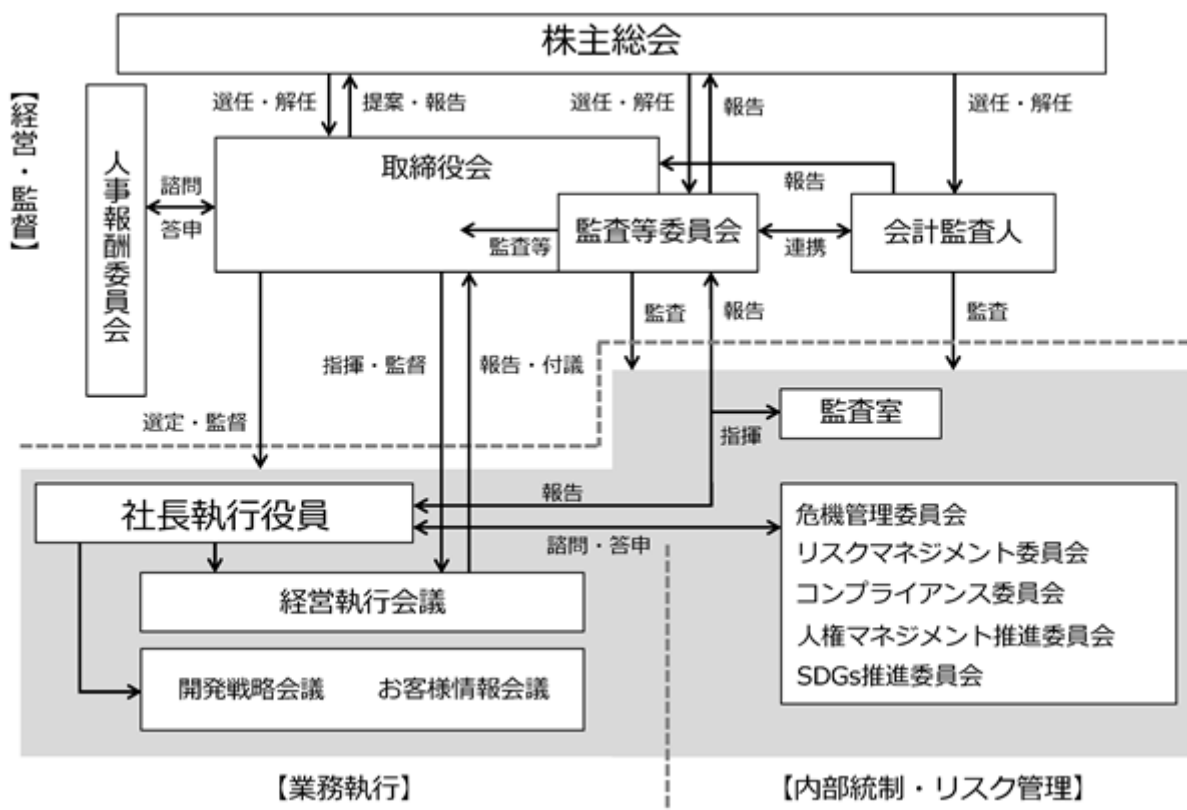 株主総会
【経営・監督】
選任・解任
提案・報告
選任・解任
報告
選任・解任
人事報酬委員会
取締役会
諮問
答申
報告
監査等委員会
監査等
連携
会計監査人
監査
報告
監査
指揮・監督
報告・付議
選定・監督
監査室
指揮
社長執行役員
報告
諮問・答申
経営執行会議
開発戦略会議 お客様情報会議
危機管理委員会
リスクマネジメント委員会
コンプライアンス委員会
人権マネジメント推進委員会
SDGs推進委員会
【業務執行】
【内部統制・リスク管理】